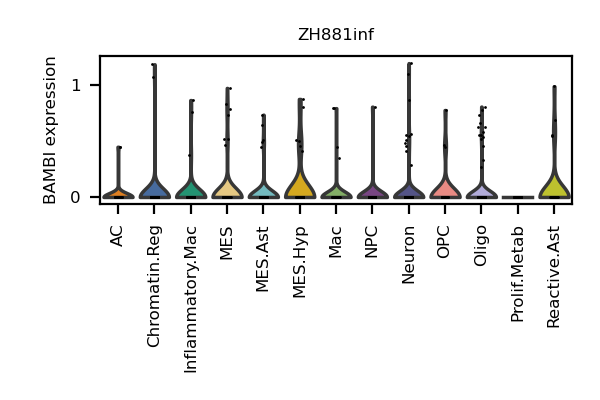 ZH881inf
BAMBI expression
1
0
AC
Chromatin.Reg
Inflammatory.Mac
MES
MES.Ast
MES.Hyp
Mac
NPC
Neuron
OPC
Oligo
Prolif.Metab
Reactive.Ast